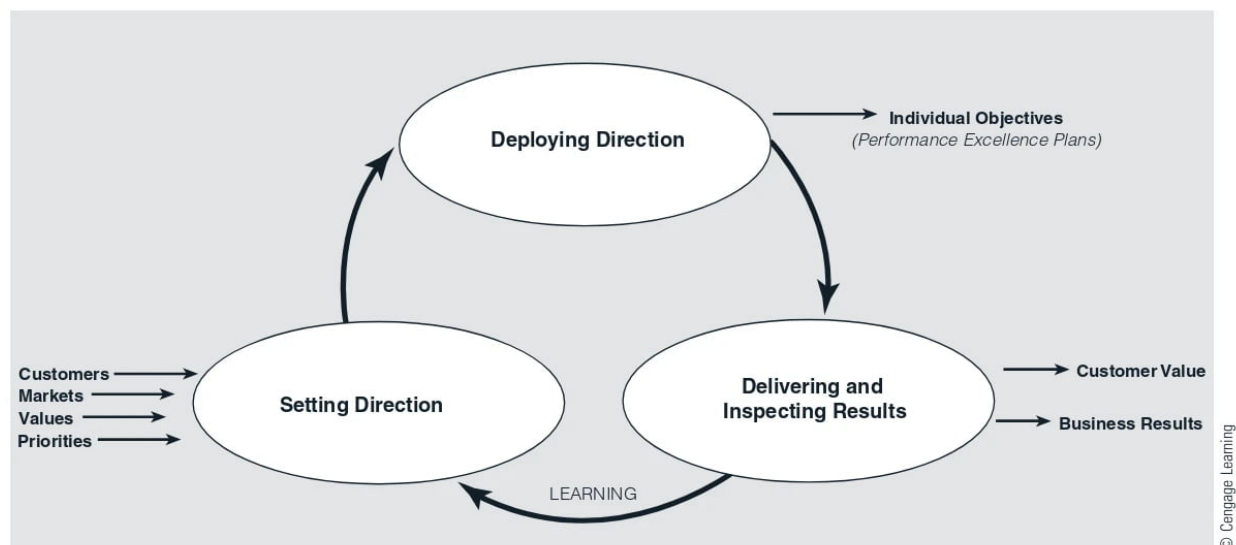 Deploying Direction
Individual Objectives
(Performance Excellence Plans)
Customers
Markets
Values
Priorities
Setting Direction
Delivering and
Inspecting Results
Customer Value
Business Results
LEARNING
© Cengage Learning